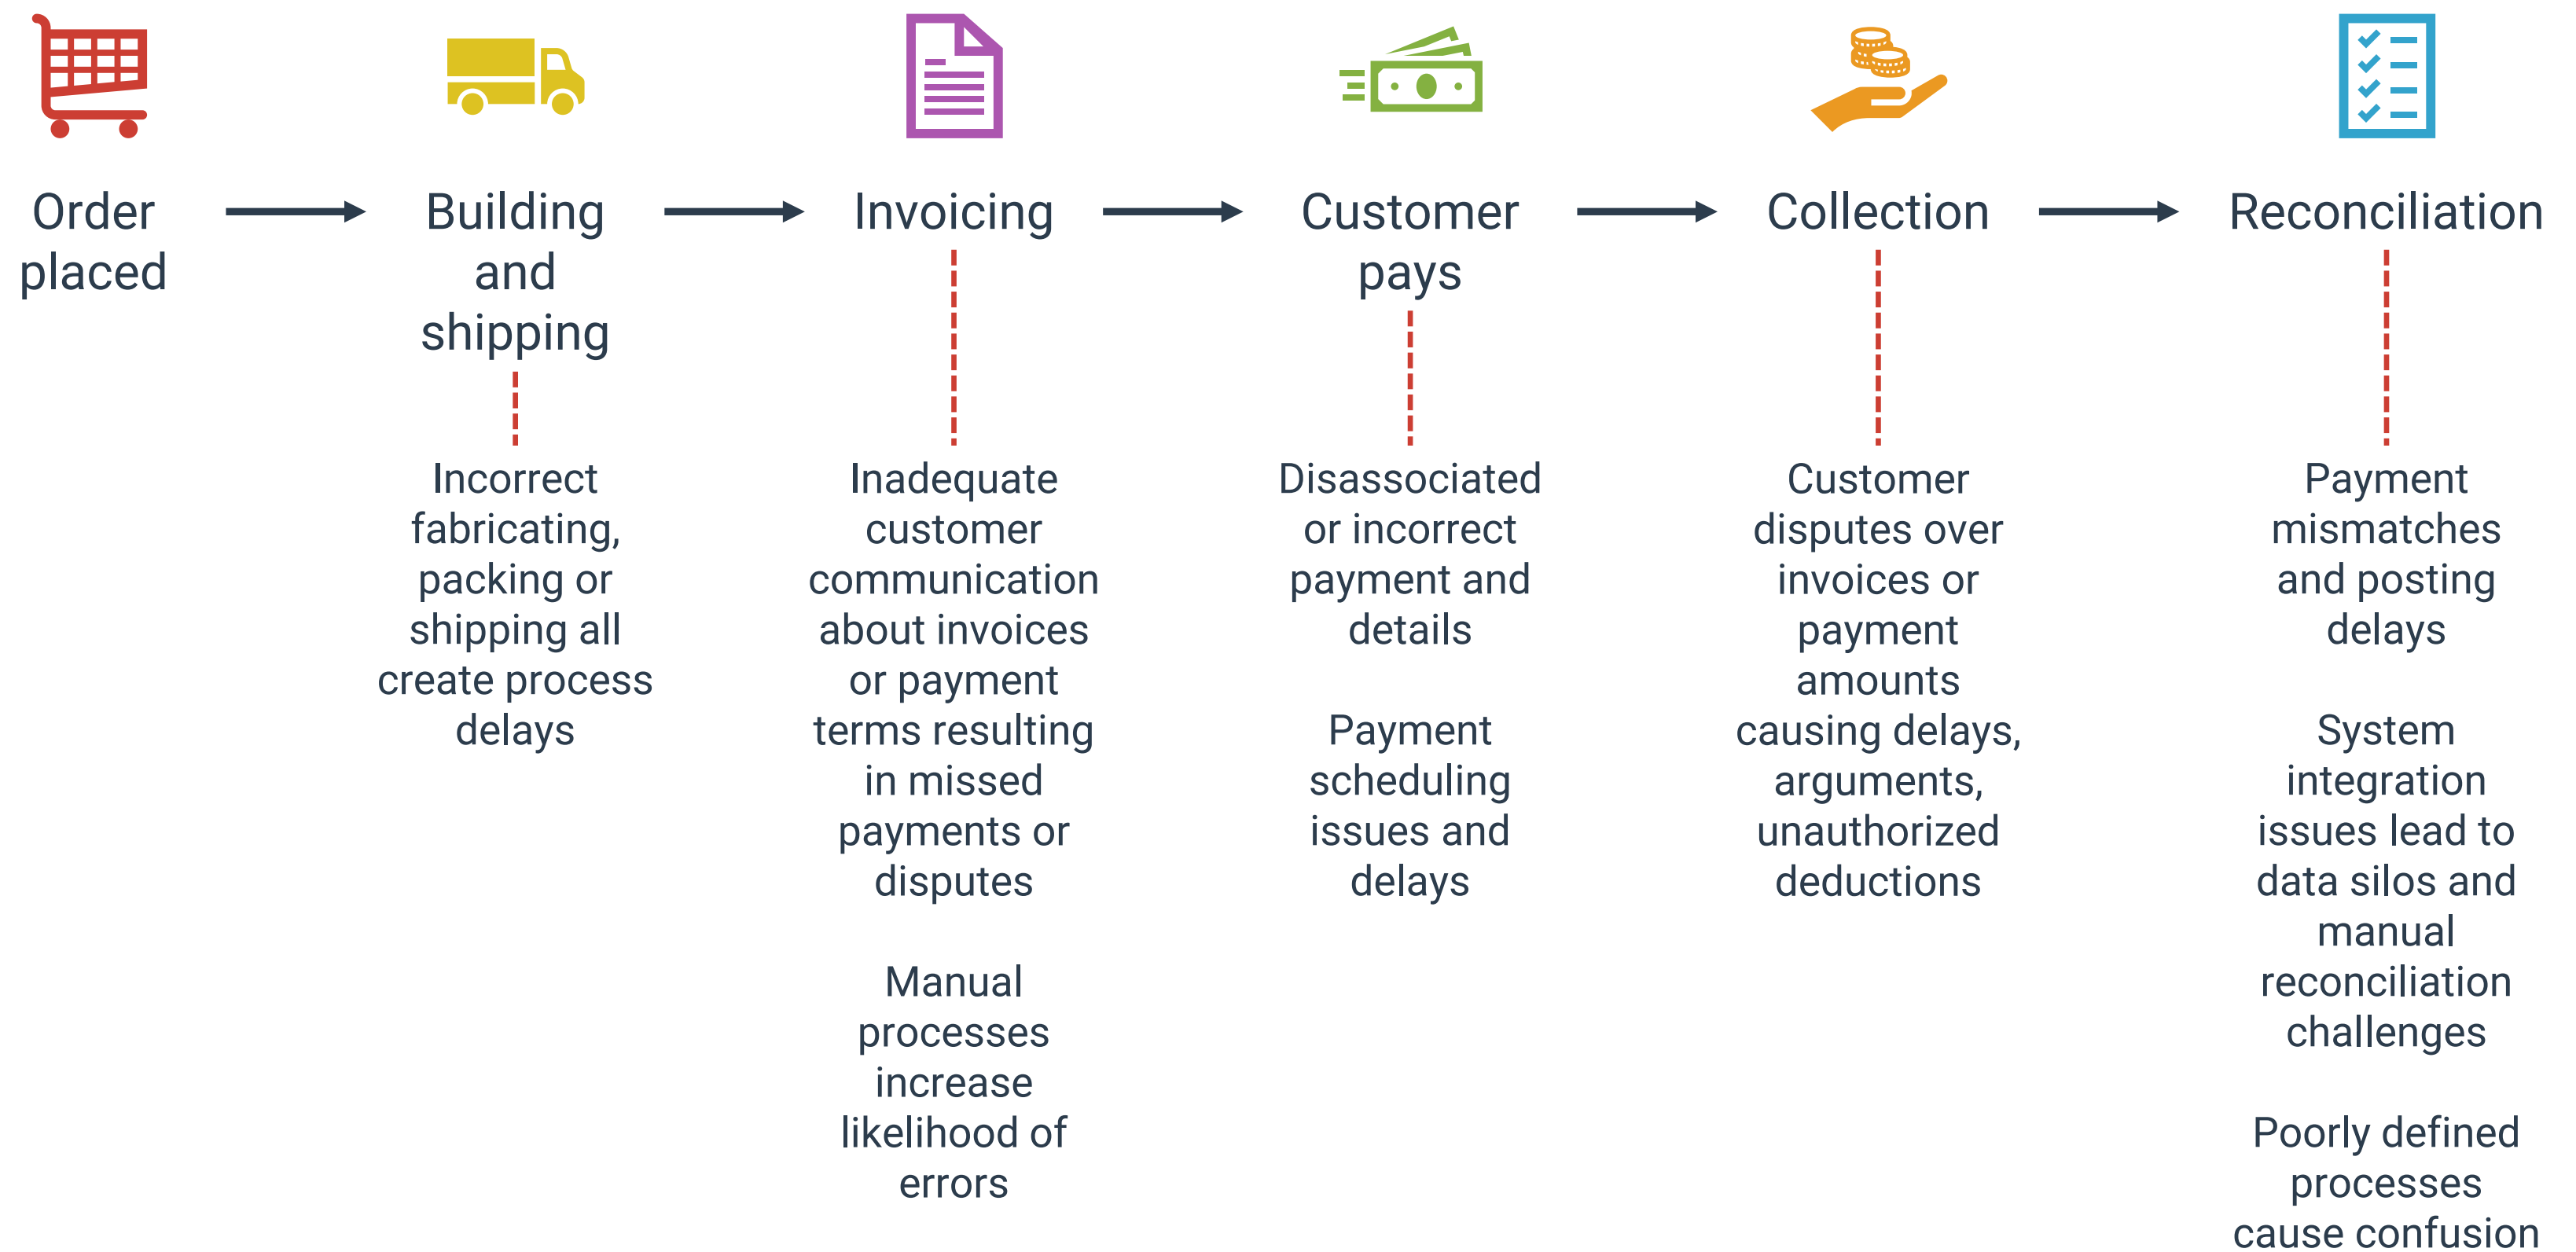 Order
placed
Building
and
shipping
Invoicing
Customer
pays
Collection
Reconciliation
Incorrect
fabricating,
packing or
shipping all
create process
delays
Inadequate
customer
communication
about invoices
or payment
terms resulting
in missed
payments or
disputes
Manual
processes
increase
likelihood of
errors
Disassociated
or incorrect
payment and
details
Payment
scheduling
issues and
delays
Customer
disputes over
invoices or
payment
amounts
causing delays,
arguments,
unauthorized
deductions
Payment
mismatches
and posting
delays
System
integration
issues lead to
data silos and
manual
reconciliation
challenges
Poorly defined
processes
cause confusion